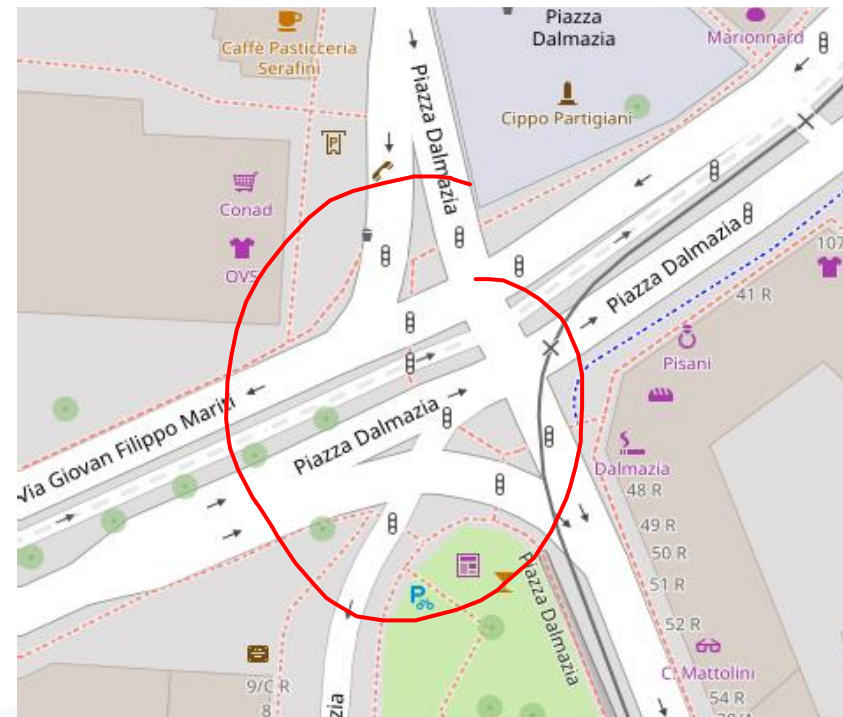 Piazza
Dalmazia
Marionnard
Caffè Pasticceria
Serafini
Piazza Dalmazia
Cippo Partigiani
P
Conad
OVS
Piazza Dalmazia
107
41 R
Pisani
Via Giovan Filippo Mariti
Piazza Dalmazia
Dalmazia
48 R
49 R
50 R
51 R
52 R
P
Piazza Dalmazia
C. Mattolini
54 R
9/C R
8
zia